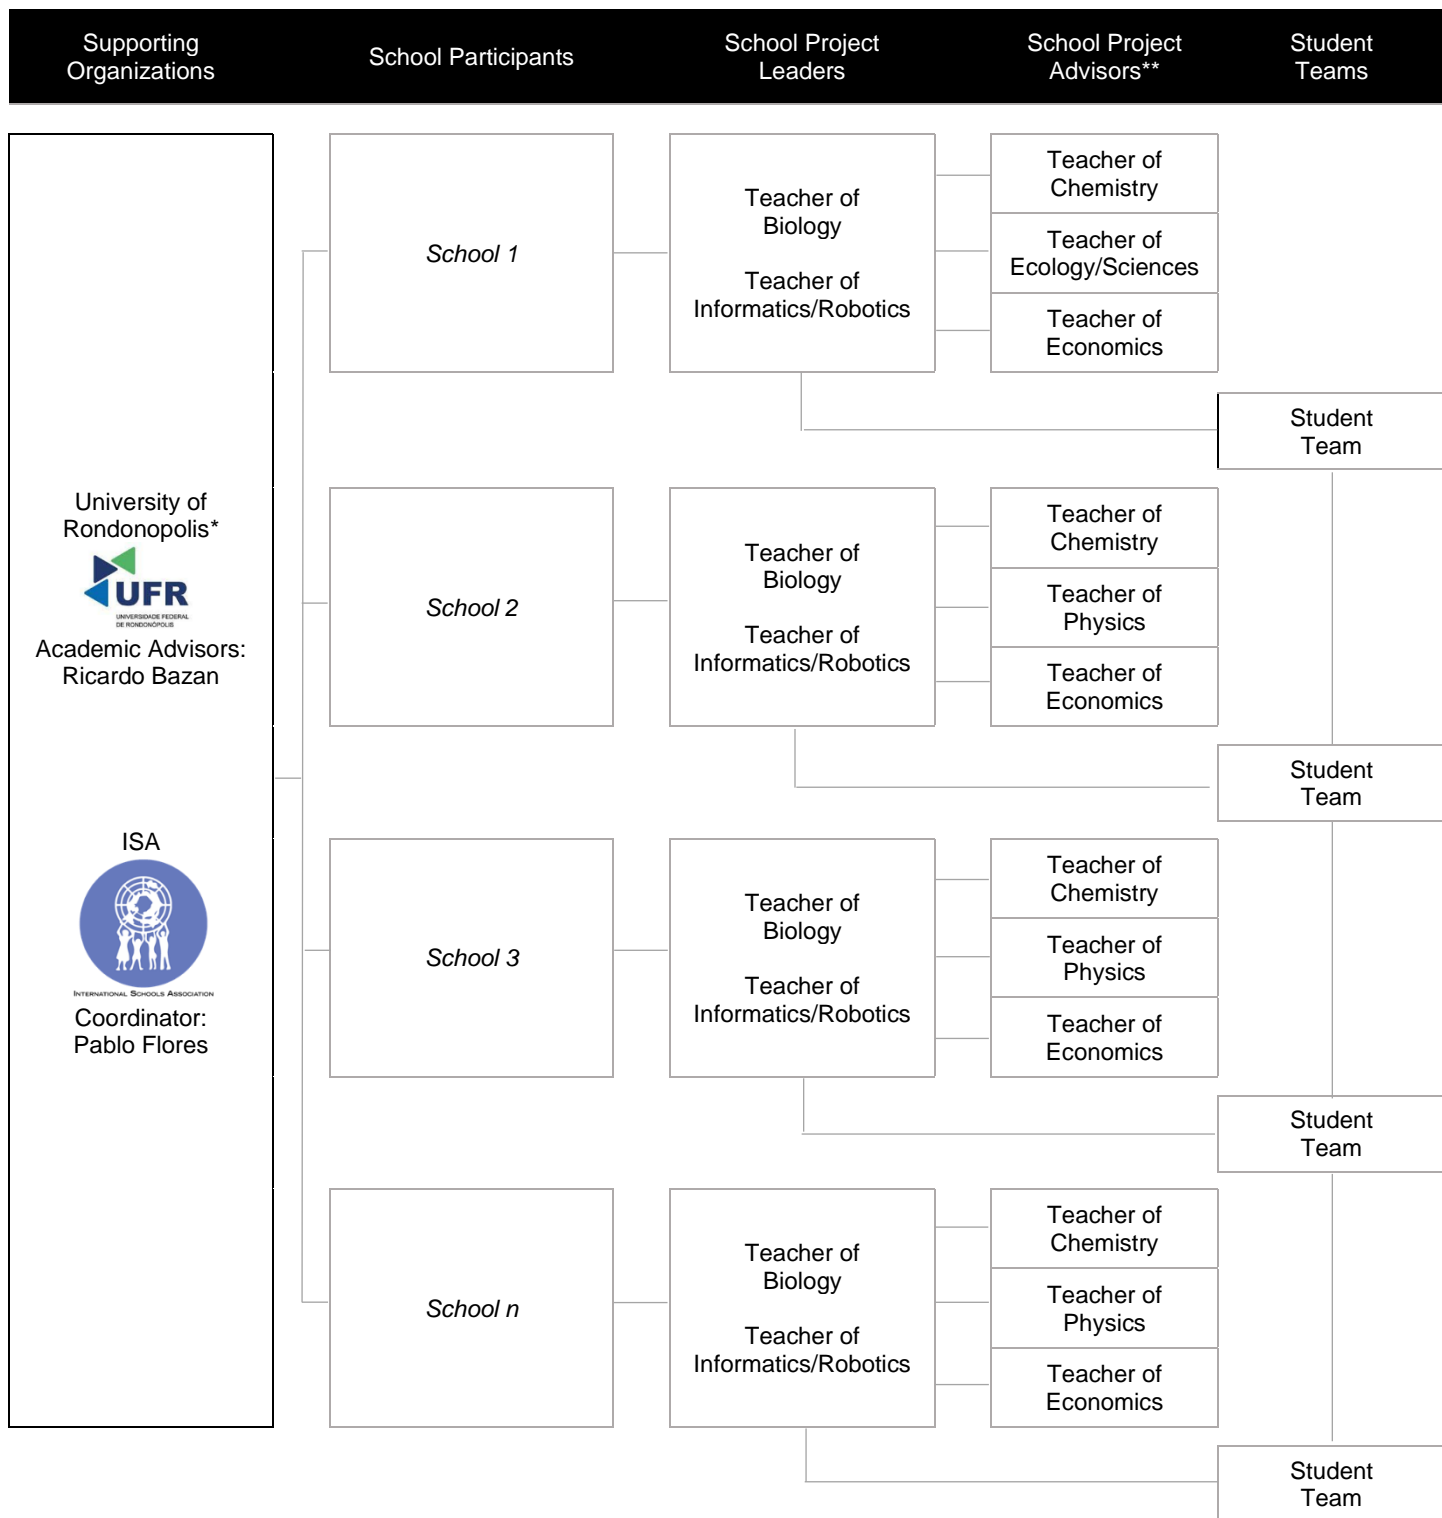 Supporting
Organizations
School Participants
School Project
Leaders
School Project
Advisors**
Student
Teams
University of
Rondonopolis*
UFR
UNIVERSIDADE FEDERAL
DE RONDONÓPOLIS
Academic Advisors:
Ricardo Bazan
ISA
INTERNATIONAL SCHOOLS ASSOCIATION
Coordinator:
Pablo Flores
School 1
Teacher of
Biology
Teacher of
Informatics/Robotics
Teacher of
Chemistry
Teacher of
Ecology/Sciences
Teacher of
Economics
Student
Team
School 2
Teacher of
Biology
Teacher of
Informatics/Robotics
Teacher of
Chemistry
Teacher of
Physics
Teacher of
Economics
Student
Team
School 3
Teacher of
Biology
Teacher of
Informatics/Robotics
Teacher of
Chemistry
Teacher of
Physics
Teacher of
Economics
Student
Team
School n
Teacher of
Biology
Teacher of
Informatics/Robotics
Teacher of
Chemistry
Teacher of
Physics
Teacher of
Economics
Student
Team